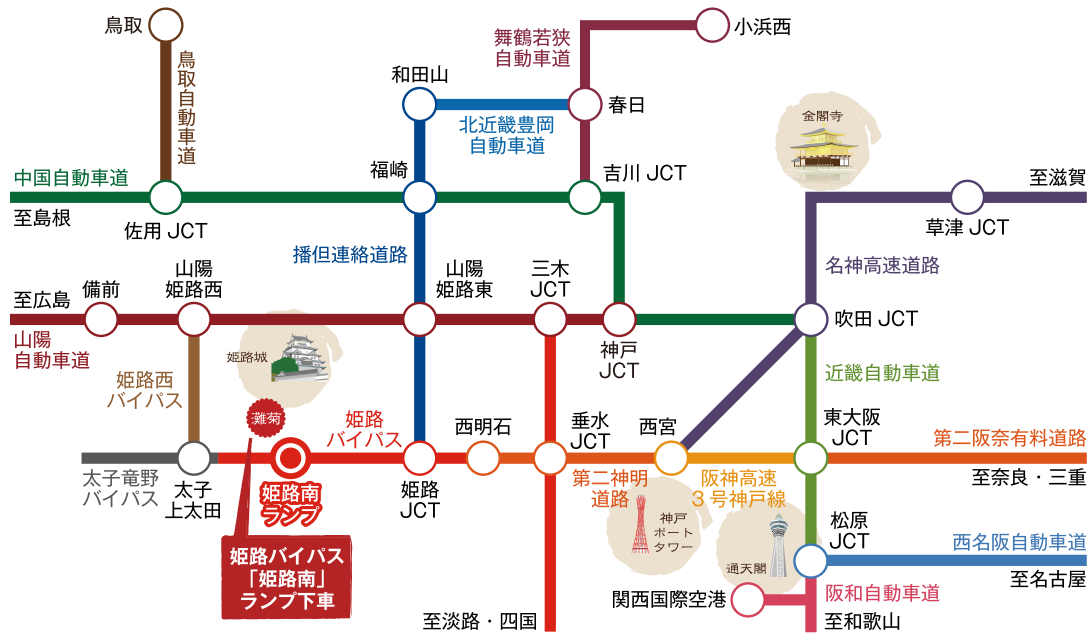 鳥取
鳥取自動車道
舞鶴若狭
自動車道
小浜西
和田山
北近畿豊岡
自動車道
春日
金閣寺
中国自動車道
至島根
佐用 JCT
福崎
吉川 JCT
至滋賀
草津 JCT
播但連絡道路
名神高速道路
至広島
備前
山陽
姫路西
山陽
姫路東
三木
JCT
神戸
JCT
吹田 JCT
山陽
自動車道
姫路城
姫路西
バイパス
灘菊
姫路
バイパス
西明石
垂水
JCT
西宮
近畿自動車道
東大阪
JCT
第二阪奈有料道路
至奈良・三重
太子竜野
バイパス
太子
上太田
姫路南
ランプ
姫路
JCT
第二神明
道路
阪神高速
3号神戸線
神戸
ポート
タワー
通天閣
松原
JCT
西名阪自動車道
至名古屋
姫路バイパス
「姫路南」
ランプ下車
関西国際空港
阪和自動車道
至淡路・四国
至和歌山